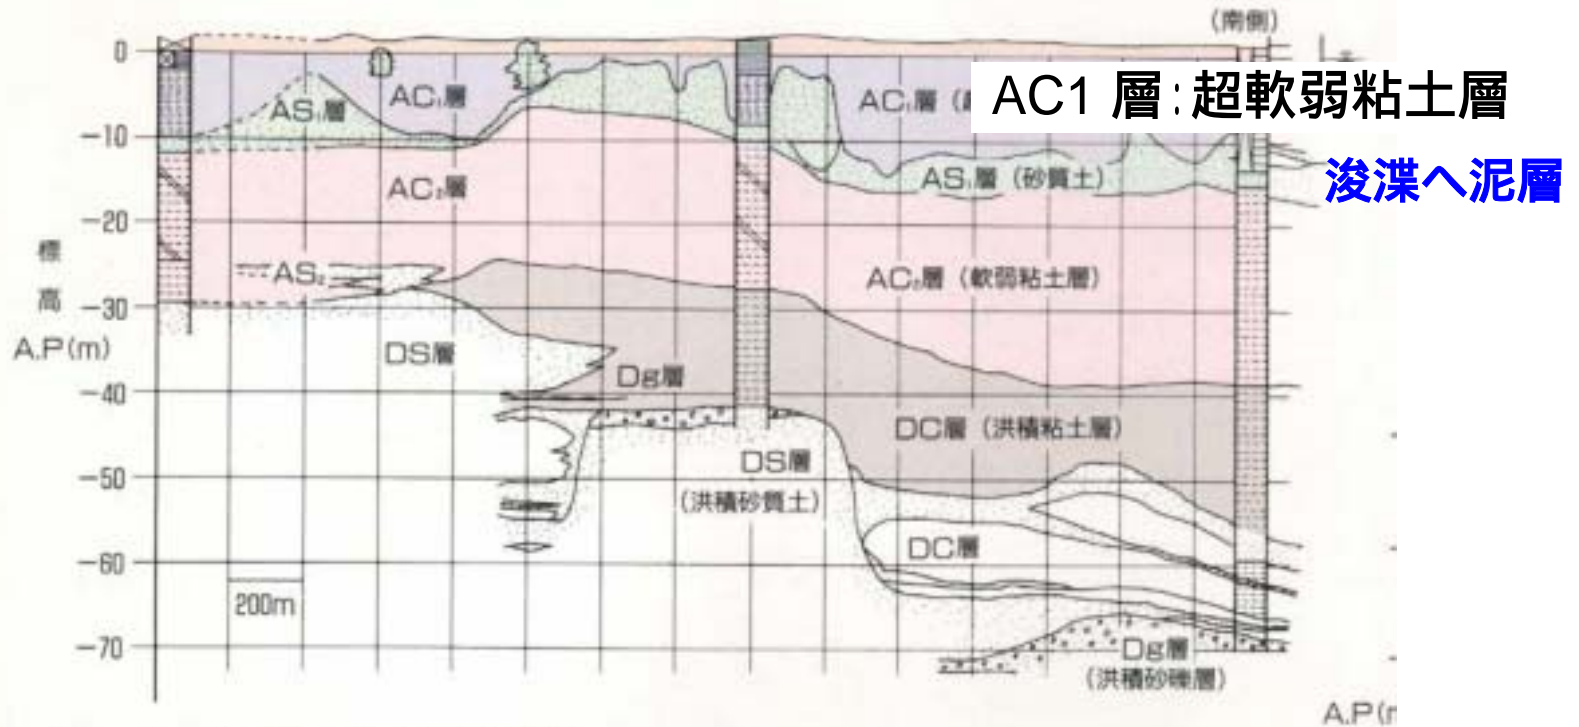 (南側)
0
AC1 層:超軟弱粘土層
AC₁層
AC₁層(
AS₁層
−10
AS₁層(砂質土)
浚渫ヘ泥層
AC₂層
−20
標高
AS₂
AC₂層(軟弱粘土層)
−30
A.P(m)
DS層
Dg層
−40
DC層(洪積粘土層)
DS層
(洪積砂質土)
−50
DC層
−60
200m
−70
Dg層
(洪積砂礫層)
A.P(